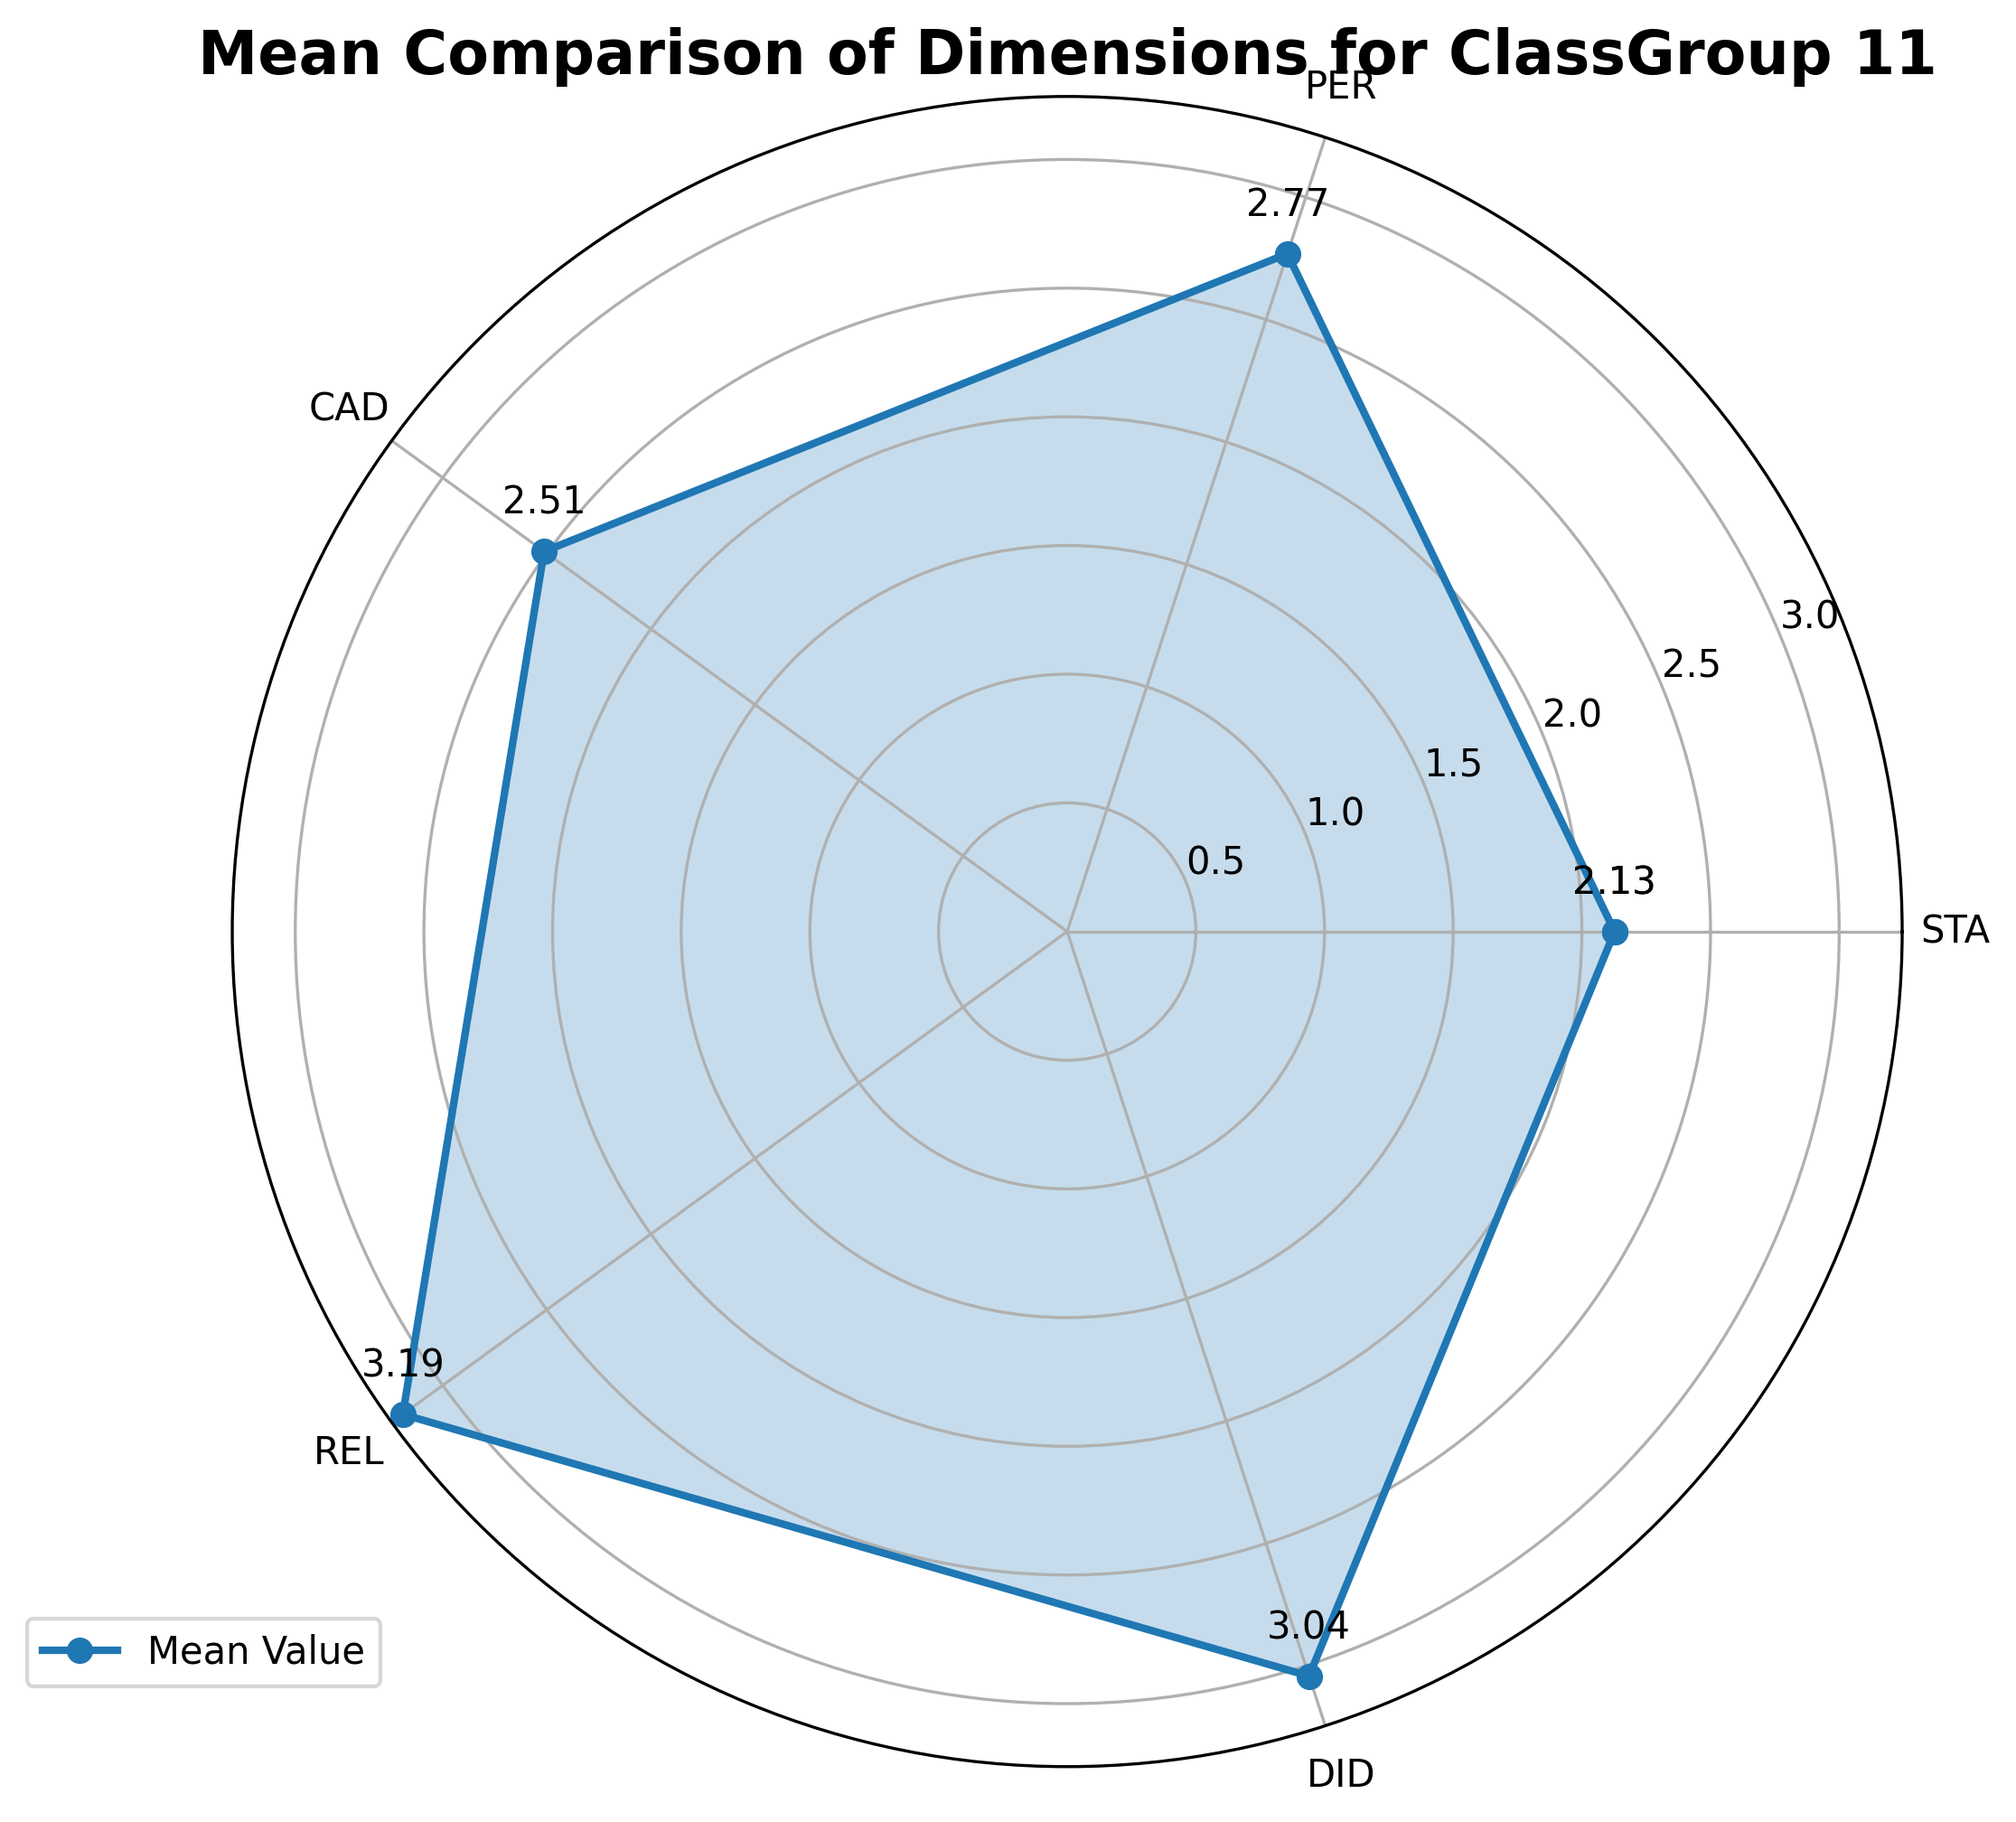 Mean Comparison of Dimensions for ClassGroup 11
PER
2.77
CAD
2.51
3.0
2.5
2.0
1.5
1.0
0.5
2.13
STA
3.19
REL
3.04
Mean Value
DID